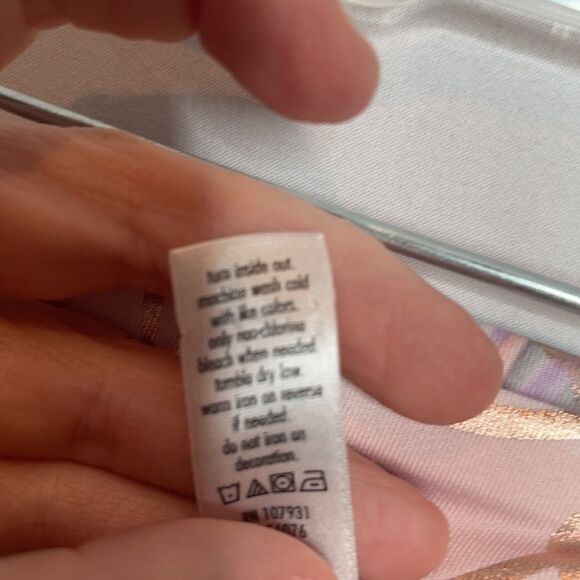 turn inside out.
machine wash cold
with like colors.
only non-chlorine
bleach when needed.
tumble dry low.
warm iron on reverse
if needed.
do not iron on
decoration.
RN 107931
6076